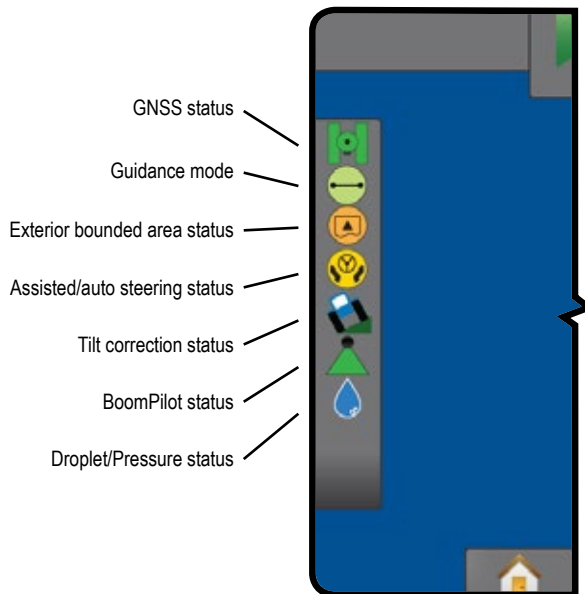 GNSS status
Guidance mode
Exterior bounded area status
Assisted/auto steering status
Tilt correction status
BoomPilot status
Droplet/Pressure status